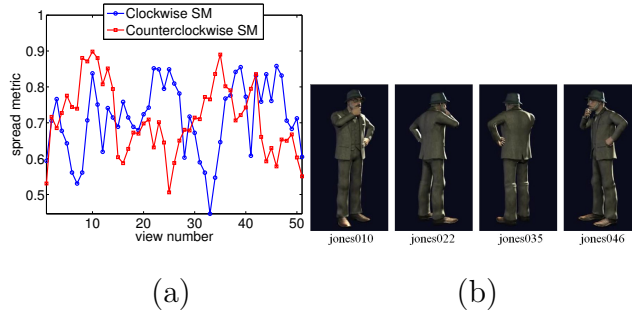 Clockwise SM
Counterclockwise SM
1
0.9
0.8
0.7
0.6
0.5
spread metric
10 20 30 40 50
view number
(a)
jones010 jones022 jones035 jones046
(b)